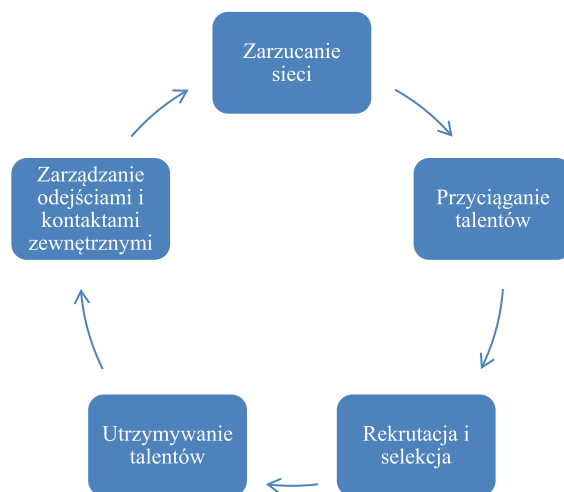 Zarzucanie
sieci
Przyciąganie
talentów
Rekrutacja i
selekcja
Utrzymywanie
talentów
Zarządzanie
odejściami i
kontaktami
zewnętrznymi